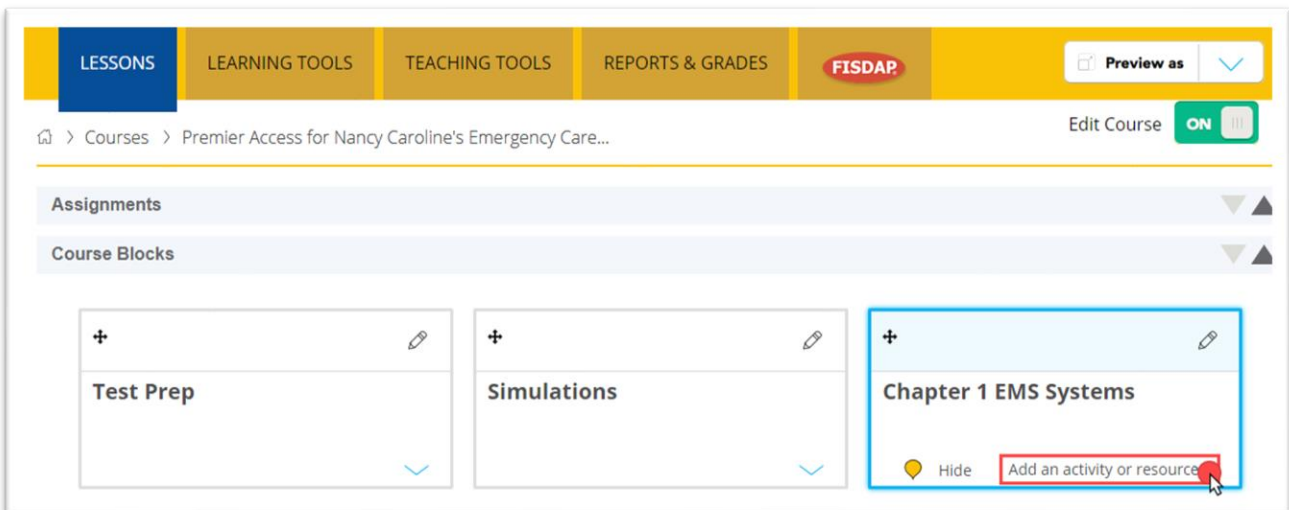 LESSONS LEARNING TOOLS TEACHING TOOLS REPORTS & GRADES FISDAP. Preview as
Courses > Premier Access for Nancy Caroline's Emergency Care... Edit Course ON
Assignments
Course Blocks
Test Prep Simulations Chapter 1 EMS Systems
Hide Add an activity or resource